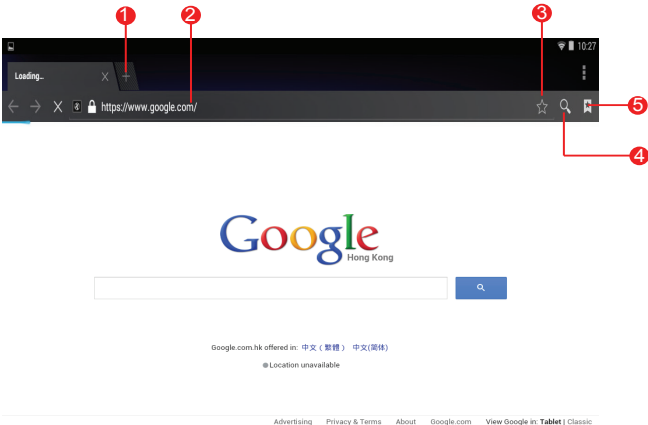 1 2 3
10:27
Loading...
https://www.google.com/
5
4
Google
Hong Kong
Google.com.hk offered in: 中文（繁體） 中文(简体)
Location unavailable
Advertising Privacy & Terms About Google.com View Google in: Tablet | Classic